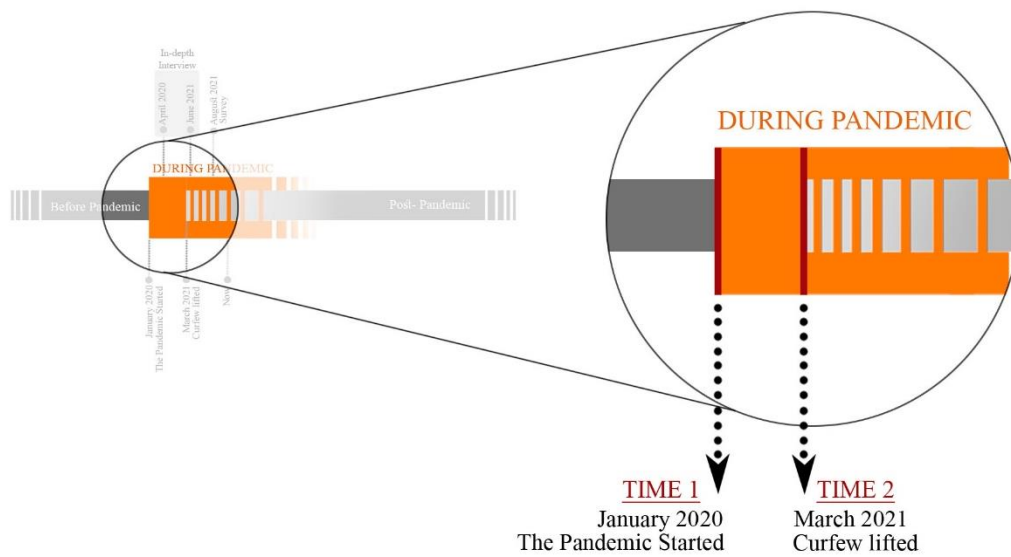 In-depth
Interview
April 2020
June 2021
August 2021
Survey
DURING PANDEMIC
Before Pandemic
Post- Pandemic
January 2020
The Pandemic Started
March 2021
Curfew lifted
Now
DURING PANDEMIC
TIME 1
January 2020
The Pandemic Started
TIME 2
March 2021
Curfew lifted